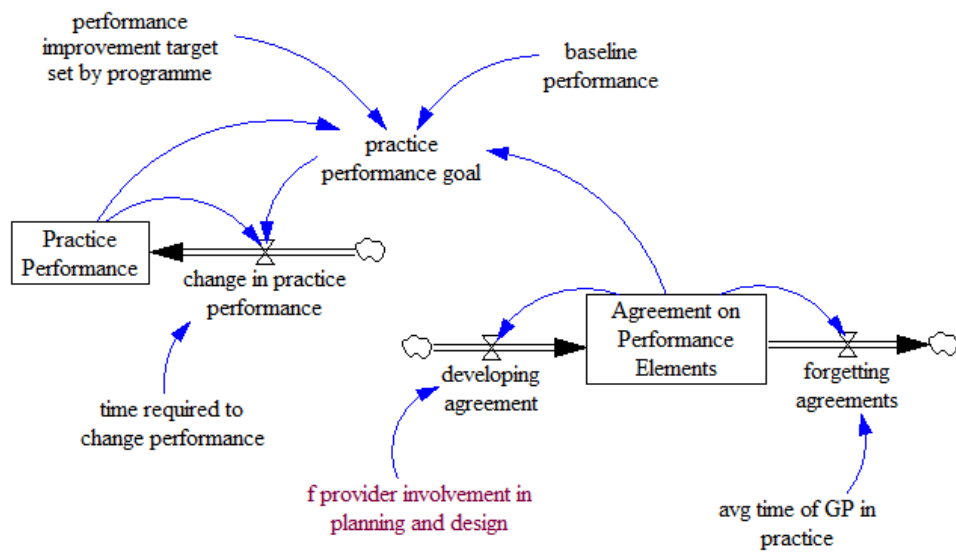 performance
improvement target
set by programme
baseline
performance
practice
performance goal
Practice
Performance
change in practice
performance
Agreement on
Performance
Elements
developing
agreement
forgetting
agreements
time required to
change performance
f provider involvement in
planning and design
avg time of GP in
practice